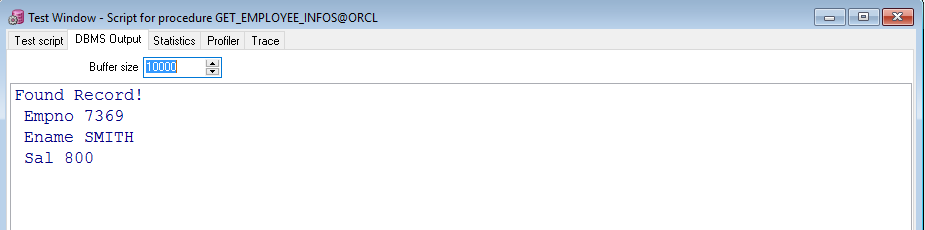 Test Window - Script for procedure GET_EMPLOYEE_INFOS@ORCL
Test script DBMS Output Statistics Profiler Trace
Buffer size 10000
Found Record!
Empno 7369
Ename SMITH
Sal 800